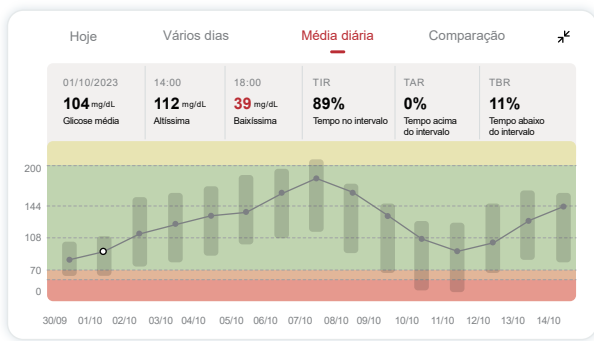 Hoje Vários dias Média diária Comparação
01/10/2023 14:00 18:00 TIR TAR TBR
104 mg/dL 112 mg/dL 39 mg/dL 89% 0% 11%
Glicose média Altíssima Baixíssima Tempo no intervalo Tempo acima Tempo abaixo
do intervalo do intervalo
200
144
108
70
0
30/09 01/10 02/10 03/10 04/10 05/10 06/10 07/10 08/10 09/10 10/10 11/10 12/10 13/10 14/10